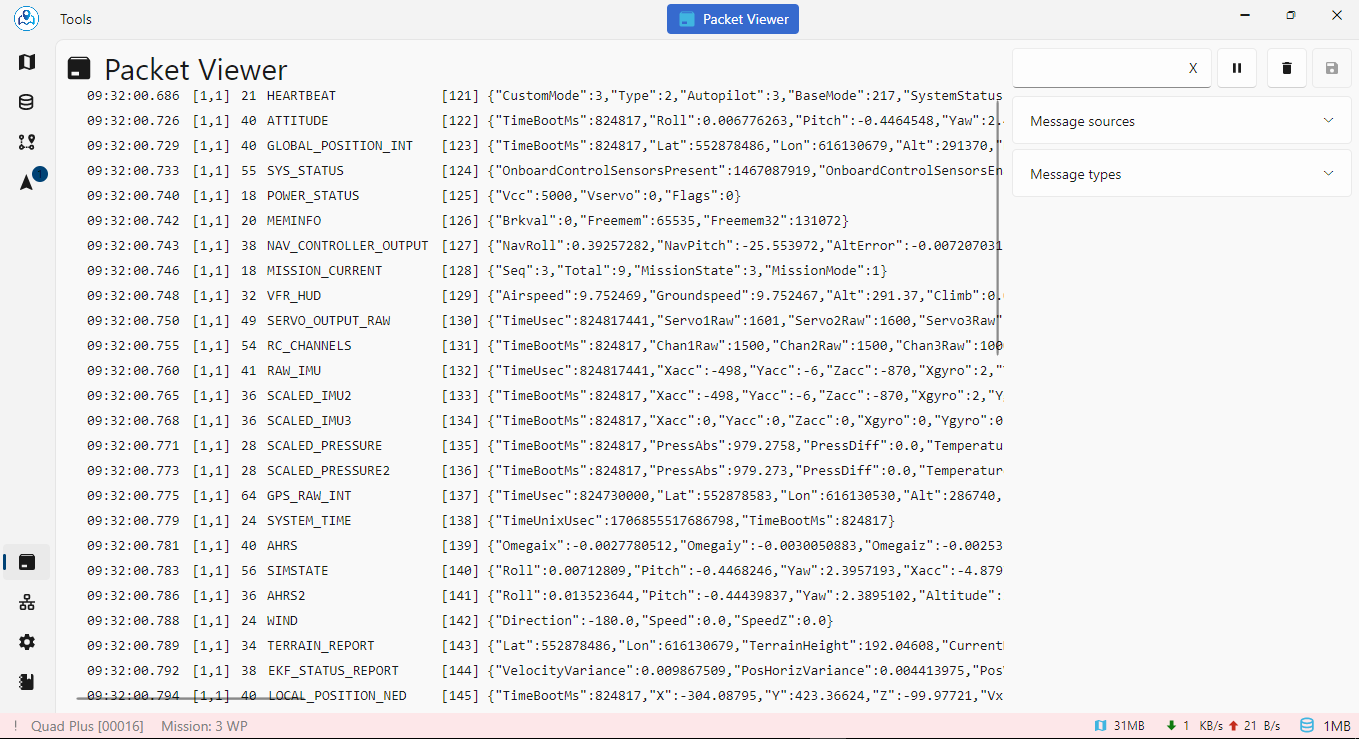 Tools
Packet Viewer
Packet Viewer
X
09:32:00.686 [1,1] 21 HEARTBEAT [121] {"CustomMode":3,"Type":2,"Autopilot":3,"BaseMode":217,"SystemStatus
09:32:00.726 [1,1] 40 ATTITUDE [122] {"TimeBootMs":824817,"Roll":0.006776263,"Pitch":-0.4464548,"Yaw":2.
09:32:00.729 [1,1] 40 GLOBAL_POSITION_INT [123] {"TimeBootMs":824817,"Lat":552878486,"Lon":616130679,"Alt":291370,"
09:32:00.733 [1,1] 55 SYS_STATUS [124] {"OnboardControlSensorsPresent":1467087919,"OnboardControlSensorsEn
09:32:00.740 [1,1] 18 POWER_STATUS [125] {"Vcc":5000,"Vservo":0,"Flags":0}
09:32:00.742 [1,1] 20 MEMINFO [126] {"Brkval":0,"Freemem":65535,"Freemem32":131072}
09:32:00.743 [1,1] 38 NAV_CONTROLLER_OUTPUT [127] {"NavRoll":0.39257282,"NavPitch":-25.553972,"AltError":-0.007207031
09:32:00.746 [1,1] 18 MISSION_CURRENT [128] {"Seq":3,"Total":9,"MissionState":3,"MissionMode":1}
09:32:00.748 [1,1] 32 VFR_HUD [129] {"Airspeed":9.752469,"Groundspeed":9.752467,"Alt":291.37,"Climb":0.
09:32:00.750 [1,1] 49 SERVO_OUTPUT_RAW [130] {"TimeUsec":824817441,"Servo1Raw":1601,"Servo2Raw":1600,"Servo3Raw"
09:32:00.755 [1,1] 54 RC_CHANNELS [131] {"TimeBootMs":824817,"Chan1Raw":1500,"Chan2Raw":1500,"Chan3Raw":100
09:32:00.760 [1,1] 41 RAW_IMU [132] {"TimeUsec":824817441,"Xacc":-498,"Yacc":-6,"Zacc":-870,"Xgyro":2,"
09:32:00.765 [1,1] 36 SCALED_IMU2 [133] {"TimeBootMs":824817,"Xacc":-498,"Yacc":-6,"Zacc":-870,"Xgyro":2,"Y
09:32:00.768 [1,1] 36 SCALED_IMU3 [134] {"TimeBootMs":824817,"Xacc":0,"Yacc":0,"Zacc":0,"Xgyro":0,"Ygyro":0
09:32:00.771 [1,1] 28 SCALED_PRESSURE [135] {"TimeBootMs":824817,"PressAbs":979.2758,"PressDiff":0.0,"Temperatu
09:32:00.773 [1,1] 28 SCALED_PRESSURE2 [136] {"TimeBootMs":824817,"PressAbs":979.273,"PressDiff":0.0,"Temperatur
09:32:00.775 [1,1] 64 GPS_RAW_INT [137] {"TimeUsec":824730000,"Lat":552878583,"Lon":616130530,"Alt":286740,
09:32:00.779 [1,1] 24 SYSTEM_TIME [138] {"TimeUnixUsec":1706855517686798,"TimeBootMs":824817}
09:32:00.781 [1,1] 40 AHRS [139] {"Omegaix":-0.0027780512,"Omegaiy":-0.0030050883,"Omegaiz":-0.00253
09:32:00.783 [1,1] 56 SIMSTATE [140] {"Roll":0.00712809,"Pitch":-0.4468246,"Yaw":2.3957193,"Xacc":-4.879
09:32:00.786 [1,1] 36 AHRS2 [141] {"Roll":0.013523644,"Pitch":-0.44439837,"Yaw":2.3895102,"Altitude":
09:32:00.788 [1,1] 24 WIND [142] {"Direction":-180.0,"Speed":0.0,"SpeedZ":0.0}
09:32:00.789 [1,1] 34 TERRAIN_REPORT [143] {"Lat":552878486,"Lon":616130679,"TerrainHeight":192.04608,"Current
09:32:00.792 [1,1] 38 EKF_STATUS_REPORT [144] {"VelocityVariance":0.009867509,"PosHorizVariance":0.004413975,"Pos
09:32:00.794 [1,1] 40 LOCAL_POSITION_NED [145] {"TimeBootMs":824817,"X":-304.08795,"Y":423.36624,"Z":-99.97721,"Vx
Message sources
Message types
! Quad Plus [00016] Mission: 3 WP 31MB 1 KB/s 21 B/s 1MB